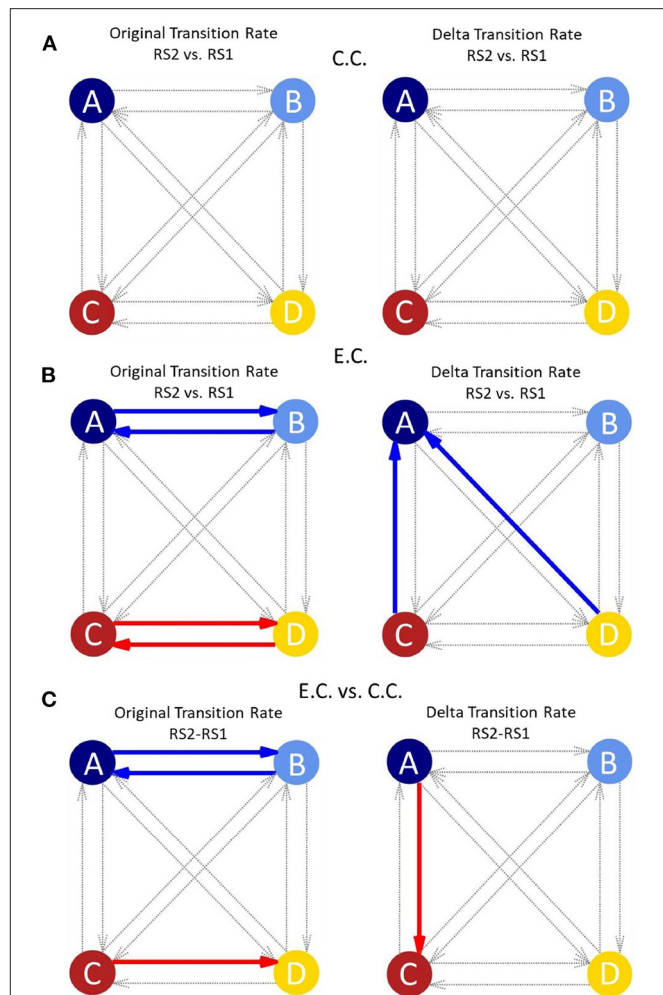 A
Original Transition Rate
RS2 vs. RS1
C.C.
Delta Transition Rate
RS2 vs. RS1
A
B
A
B
C
D
C
D
E.C.
B
Original Transition Rate
RS2 vs. RS1
Delta Transition Rate
RS2 vs. RS1
A
B
A
B
C
D
C
D
E.C. vs. C.C.
C
Original Transition Rate
RS2-RS1
Delta Transition Rate
RS2-RS1
A
B
A
B
C
D
C
D